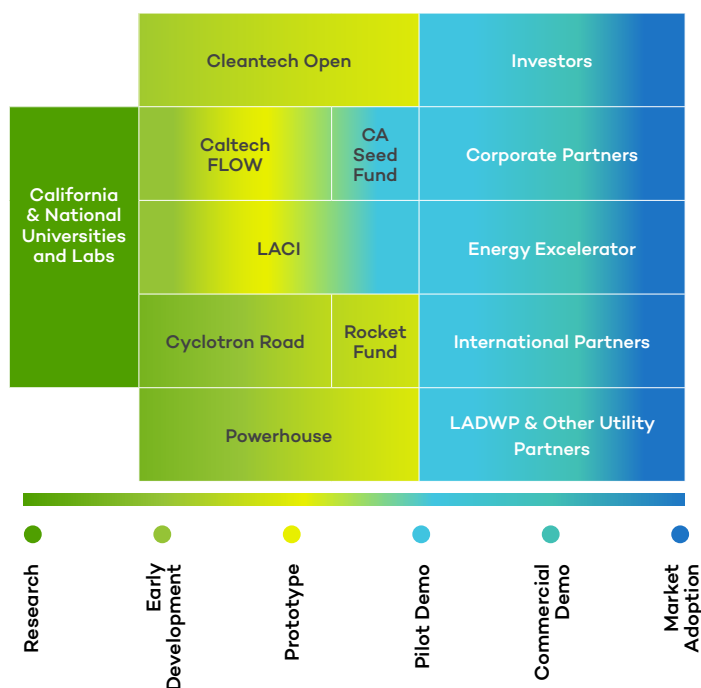 Cleantech Open
Investors
California
& National
Universities
and Labs
Caltech
FLOW
CA
Seed
Fund
Corporate Partners
LACI
Energy Excelerator
Cyclotron Road
Rocket
Fund
International Partners
Powerhouse
LADWP & Other Utility
Partners
Research
Early
Development
Prototype
Pilot Demo
Commercial
Demo
Market
Adoption